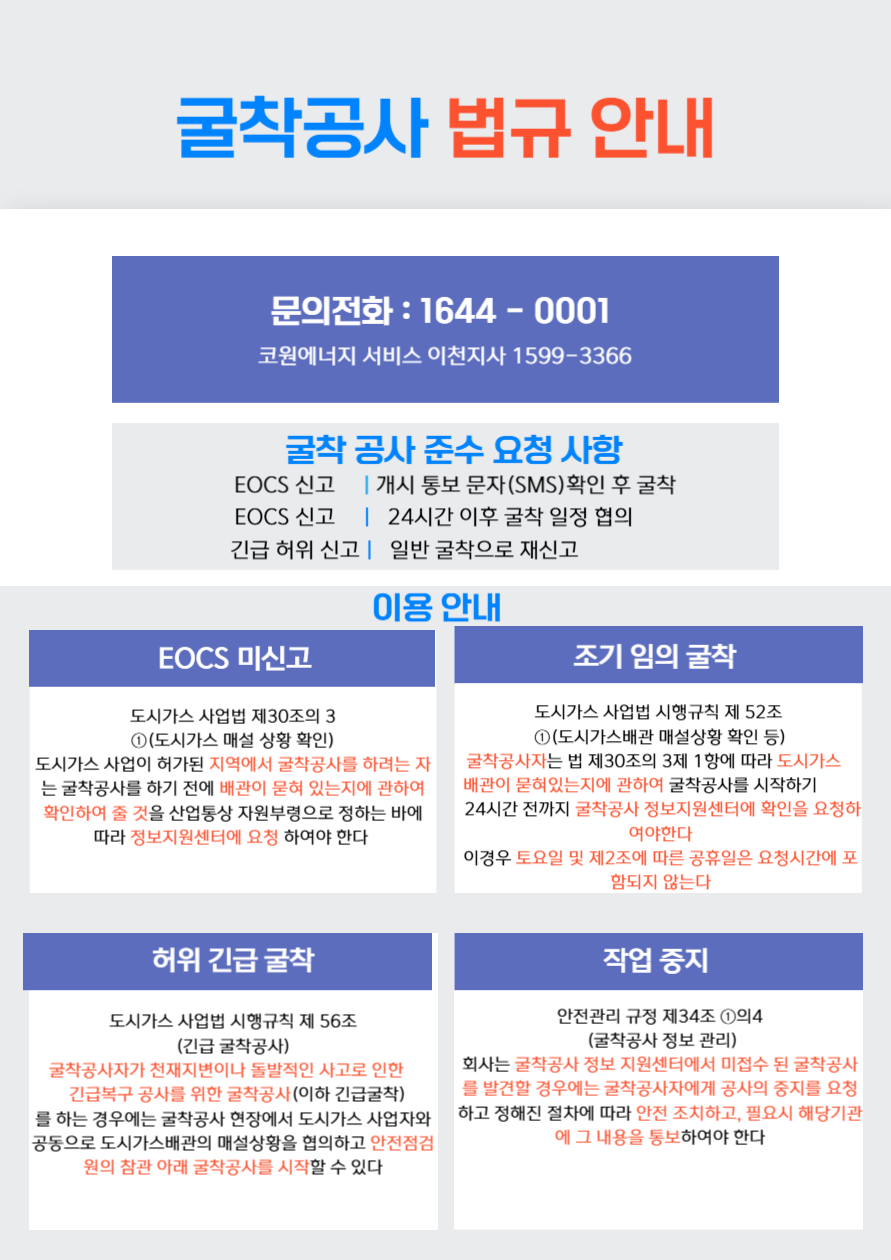 굴착공사 법규 안내
문의전화 : 1644 - 0001
코원에너지 서비스 이천지사 1599-3366
굴착 공사 준수 요청 사항
EOCS 신고 | 개시 통보 문자(SMS)확인 후 굴착
EOCS 신고 | 24시간 이후 굴착 일정 협의
긴급 허위 신고 | 일반 굴착으로 재신고
이용 안내
EOCS 미신고
도시가스 사업법 제30조의 3
①(도시가스 매설 상황 확인)
도시가스 사업이 허가된 지역에서 굴착공사를 하려는 자
는 굴착공사를 하기 전에 배관이 묻혀 있는지에 관하여
확인하여 줄 것을 산업통상 자원부령으로 정하는 바에
따라 정보지원센터에 요청 하여야 한다
조기 임의 굴착
도시가스 사업법 시행규칙 제 52조
①(도시가스배관 매설상황 확인 등)
굴착공사자는 법 제30조의 3제 1항에 따라 도시가스
배관이 묻혀있는지에 관하여 굴착공사를 시작하기
24시간 전까지 굴착공사 정보지원센터에 확인을 요청하
여야한다
이경우 토요일 및 제2조에 따른 공휴일은 요청시간에 포
함되지 않는다
허위 긴급 굴착
도시가스 사업법 시행규칙 제 56조
(긴급 굴착공사)
굴착공사자가 천재지변이나 돌발적인 사고로 인한
긴급복구 공사를 위한 굴착공사(이하 긴급굴착)
를 하는 경우에는 굴착공사 현장에서 도시가스 사업자와
공동으로 도시가스배관의 매설상황을 협의하고 안전점검
원의 참관 아래 굴착공사를 시작할 수 있다
작업 중지
안전관리 규정 제34조 ①의4
(굴착공사 정보 관리)
회사는 굴착공사 정보 지원센터에서 미접수 된 굴착공사
를 발견할 경우에는 굴착공사자에게 공사의 중지를 요청
하고 정해진 절차에 따라 안전 조치하고, 필요시 해당기관
에 그 내용을 통보하여야 한다